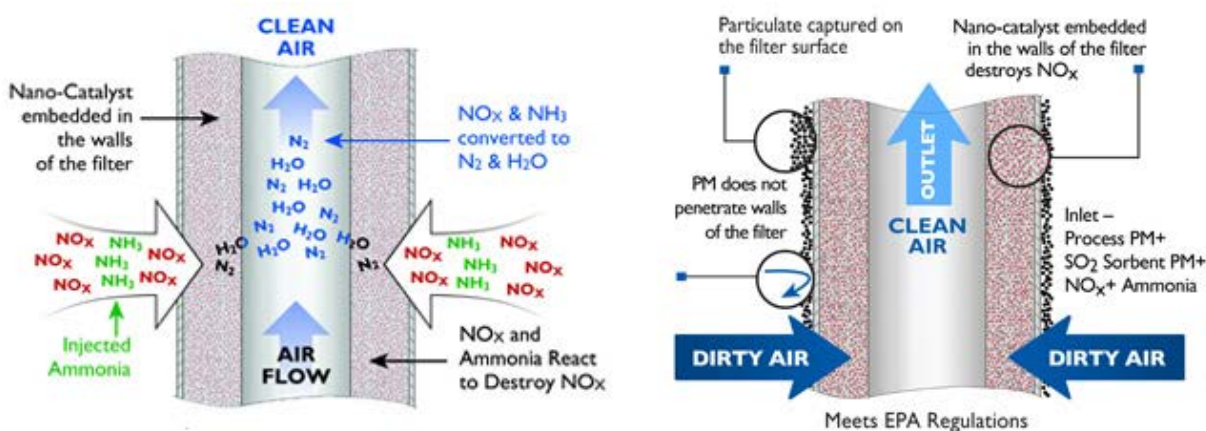 CLEAN
AIR
Nano-Catalyst
embedded in
the walls
of the filter
NOx & NH3
converted to
N2 & H2O
N2
H2O
N2 H2O
H2O
N2 N2
H2O H2O
H2O N2
H2O
N2
N2
NOx NH3 NOx
NOx NH3 NOx
NOx NH3
NOx NH3 NOx
NH3 NOx
NOx NH3 NOx
Injected
Ammonia
AIR
FLOW
NOx and
Ammonia React
to Destroy NOx
Particulate captured on
the filter surface
Nano-catalyst embedded
in the walls of the filter
destroys NOx
PM does not
penetrate walls
of the filter
OUTLET
CLEAN
AIR
Inlet –
Process PM+
SO2 Sorbent PM+
NOx+ Ammonia
DIRTY AIR
DIRTY AIR
Meets EPA Regulations